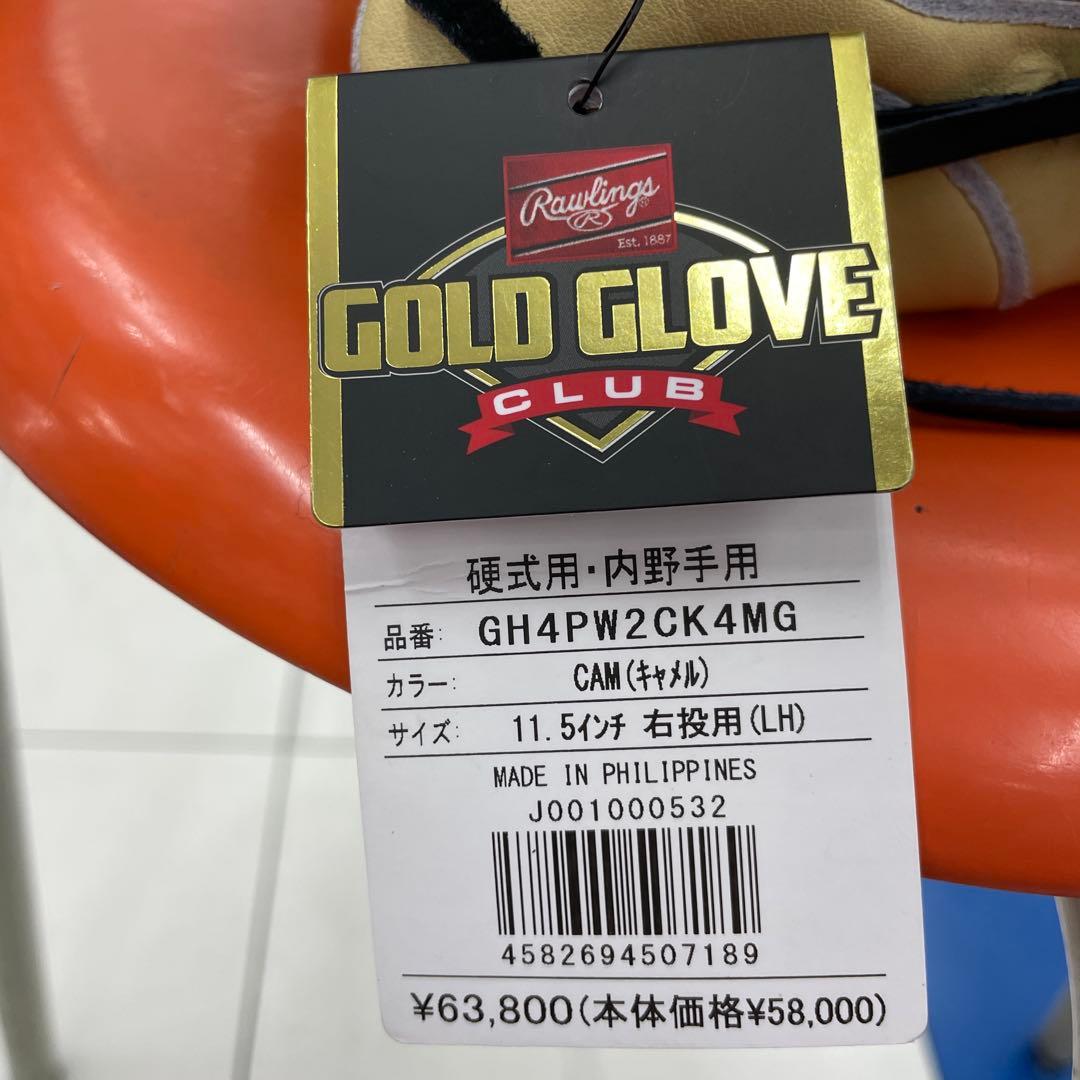 Rawlings®
R
Est. 1887
GOLD GLOVE
CLUB
硬式用・内野手用
品番: GH4PW2CK4MG
カラー: CAM(ｷｬﾒﾙ)
サイズ: 11.5ｲﾝﾁ 右投用(LH)
MADE IN PHILIPPINES
J001000532
4582694507189
¥63,800(本体価格¥58,000)